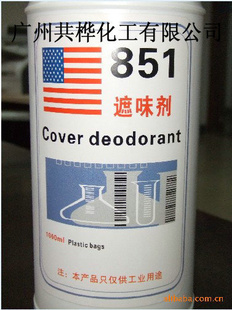 广州共桦化工有限公司
851
遮味剂
Cover deodorant
1000ml Plastic bags
注：本产品只仅供工业用途